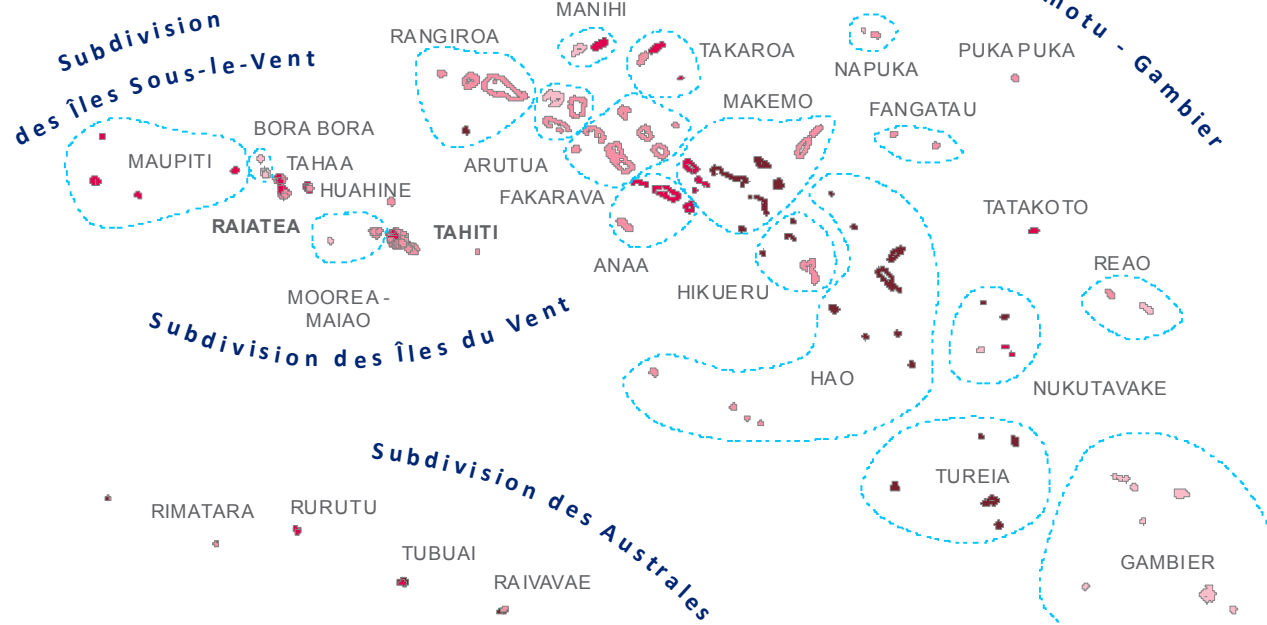 Subdivision
des Îles Sous-le-Vent
MANIHI
RANGIROA
TAKAROA
NAPUKA
PUKA PUKA
- Gambier
MAKEMO
FANGATAU
BORA BORA
MAUPITI
TAHAA
ARUTUA
HUAHINE
FAKARAVA
RAIATEA
TAHITI
TATAKOTO
ANAA
REAO
HIKUERU
MOOREA -
MAIAO
Subdivision des Îles du Vent
HAO
NUKUTAVAKE
Subdivision des Australes
TUREIA
RIMATARA
RURUTU
TUBUAI
GAMBIER
RAIVAVAE